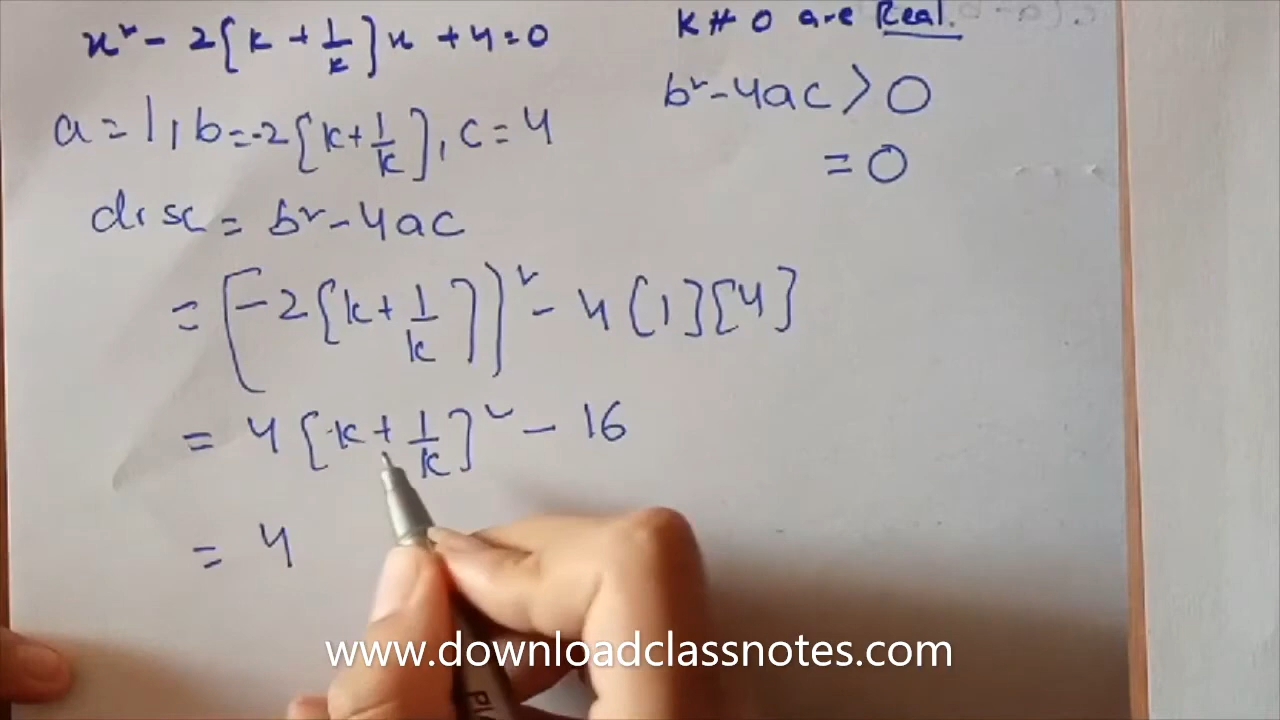 x² - 2[k + 1/k]x + 4 = 0
k ≠ 0 are Real.
a = 1, b = -2[k + 1/k], c = 4
b² - 4ac > 0
= 0
disc = b² - 4ac
= (-2[k + 1/k])² - 4[1][4]
= 4[k + 1/k]² - 16
= 4
www.downloadclassnotes.com